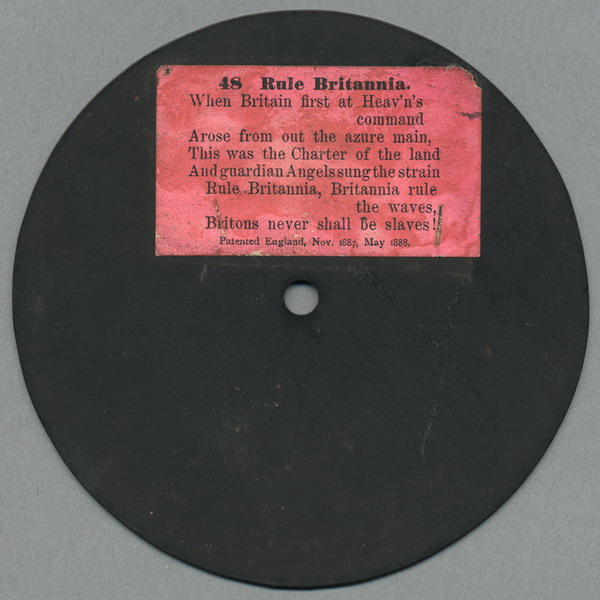 48 Rule Britannia.
When Britain first at Heav'n's
command
Arose from out the azure main,
This was the Charter of the land
And guardian Angels sung the strain
Rule, Britannia, Britannia rule
the waves,
Britons never shall be slaves!
Patented England, Nov. 1887, May 1888.